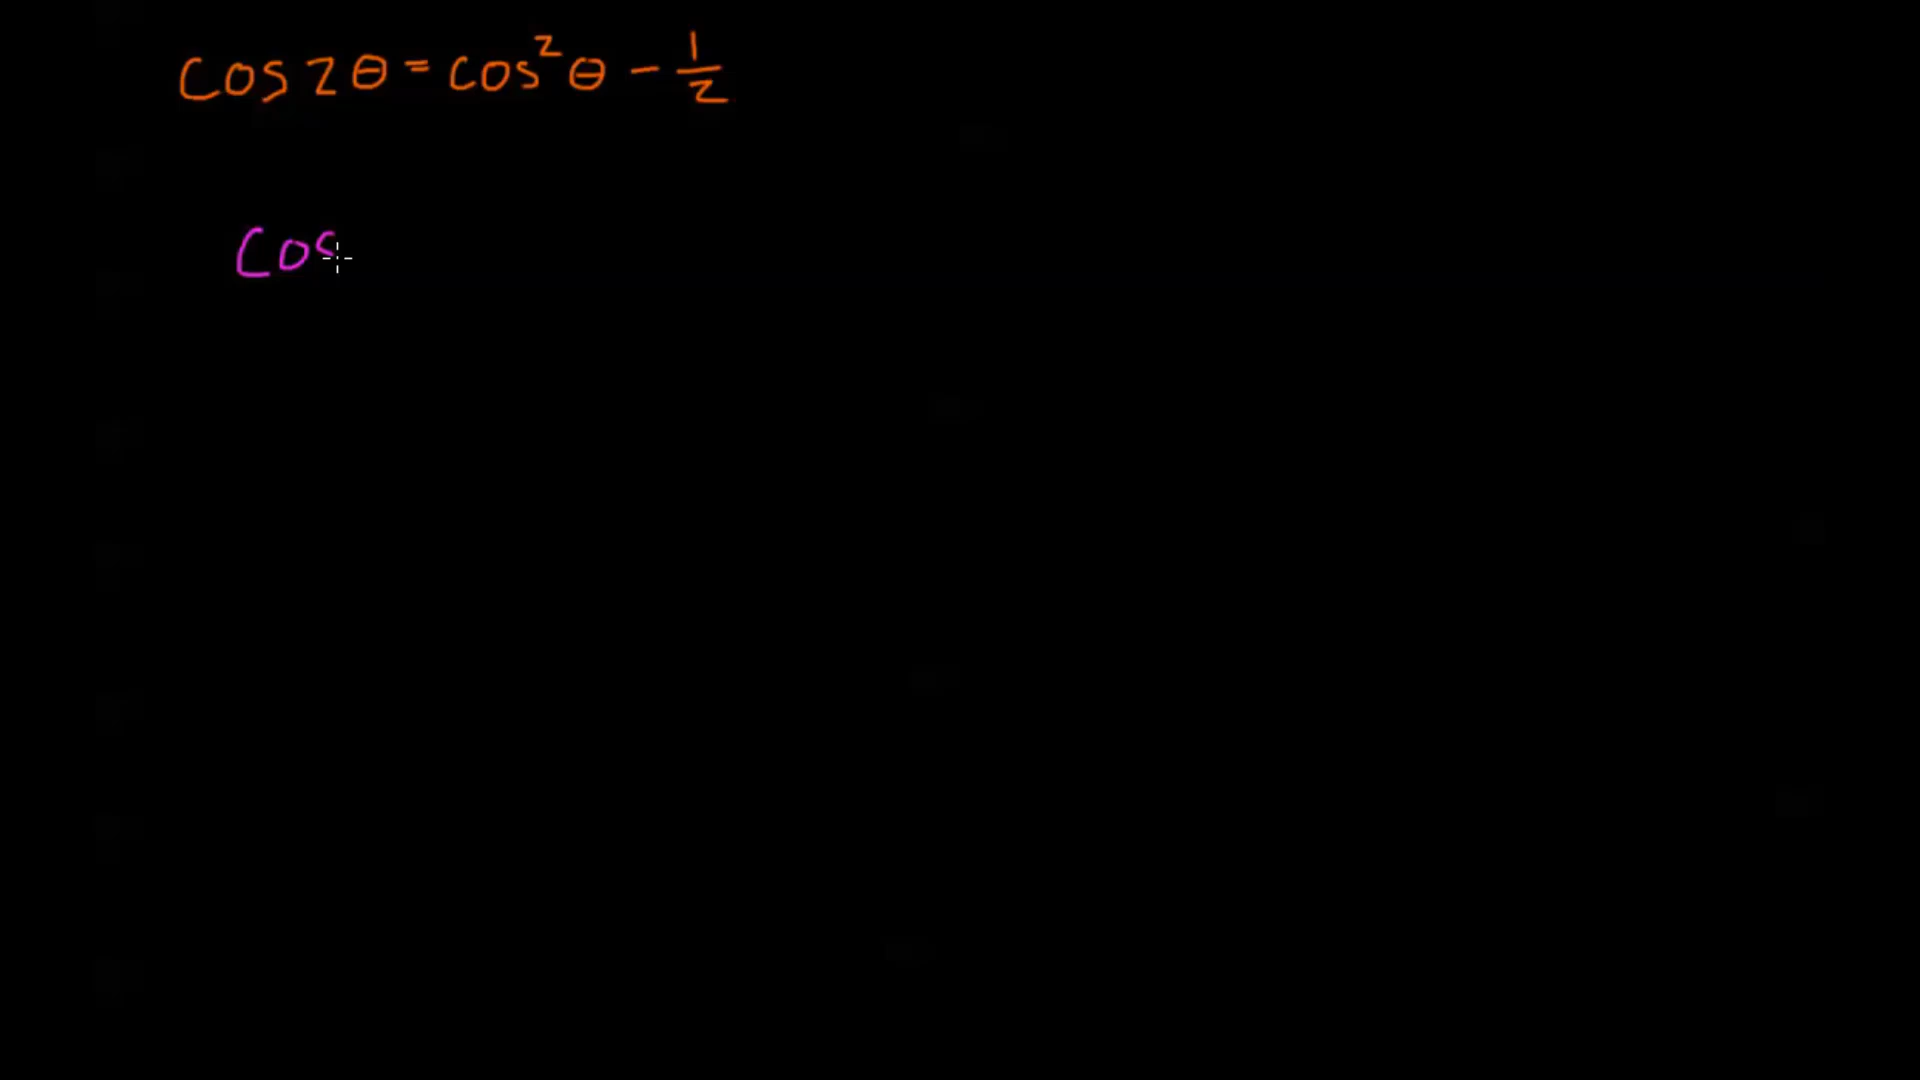 cos 2θ = cos²θ - 1/2
cos